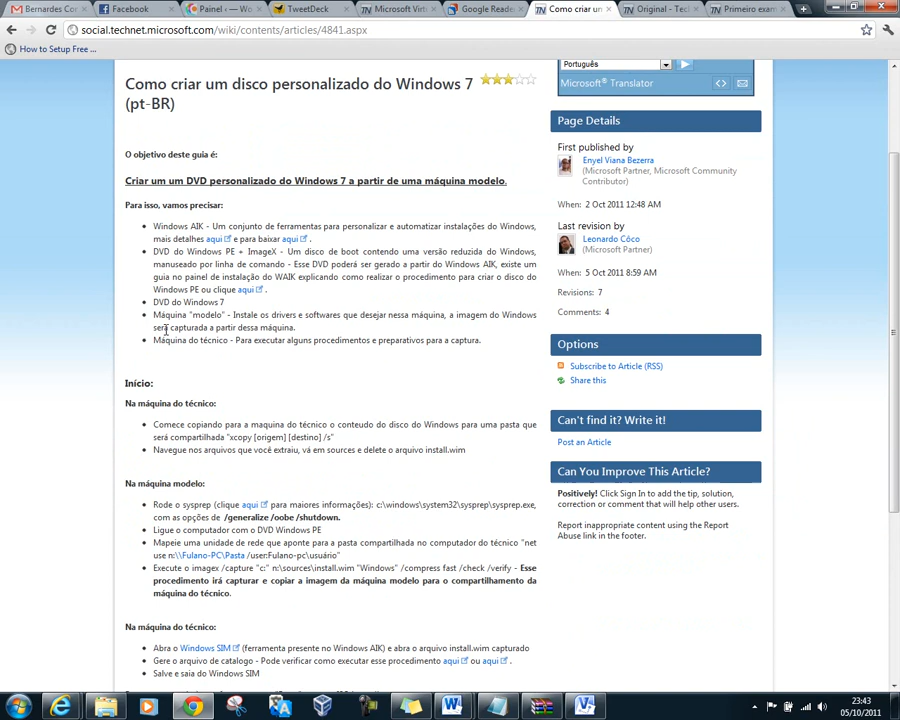 Bernardes Cor
Facebook
Painel ‹ — Wo
TweetDeck
Microsoft Virtu
Google Reade
Como criar um
Original - Tech
Primeiro exam
social.technet.microsoft.com/wiki/contents/articles/4841.aspx
How to Setup Free ...
Como criar um disco personalizado do Windows 7
(pt-BR)
O objetivo deste guia é:
Criar um um DVD personalizado do Windows 7 a partir de uma máquina modelo.
Para isso, vamos precisar:
Windows AIK - Um conjunto de ferramentas para personalizar e automatizar instalações do Windows,
mais detalhes aqui e para baixar aqui .
DVD do Windows PE + ImageX - Um disco de boot contendo uma versão reduzida do Windows,
manuseado por linha de comando - Esse DVD poderá ser gerado a partir do Windows AIK, existe um
guia no painel de instalação do WAIK explicando como realizar o procedimento para criar o disco do
Windows PE ou clique aqui .
DVD do Windows 7
Máquina "modelo" - Instale os drivers e softwares que desejar nessa máquina, a imagem do Windows
será capturada a partir dessa máquina.
Máquina do técnico - Para executar alguns procedimentos e preparativos para a captura.
Início:
Na máquina do técnico:
Comece copiando para a maquina do técnico o conteudo do disco do Windows para uma pasta que
será compartilhada "xcopy [origem] [destino] /s"
Navegue nos arquivos que você extraiu, vá em sources e delete o arquivo install.wim
Na máquina modelo:
Rode o sysprep (clique aqui para maiores informações): c:\windows\system32\sysprep\sysprep.exe,
com as opções de /generalize /oobe /shutdown.
Ligue o computador com o DVD Windows PE
Mapeie uma unidade de rede que aponte para a pasta compartilhada no computador do técnico "net
use n:\\Fulano-PC\Pasta /user:Fulano-pc\usuário"
Execute o imagex /capture "c:" n:\sources\install.wim "Windows" /compress fast /check /verify - Esse
procedimento irá capturar e copiar a imagem da máquina modelo para o compartilhamento da
máquina do técnico.
Na máquina do técnico:
Abra o Windows SIM (ferramenta presente no Windows AIK) e abra o arquivo install.wim capturado
Gere o arquivo de catalogo - Pode verificar como executar esse procedimento aqui ou aqui .
Salve e saia do Windows SIM
Português
Microsoft® Translator
Page Details
First published by
Enyel Viana Bezerra
(Microsoft Partner, Microsoft Community
Contributor)
When: 2 Oct 2011 12:48 AM
Last revision by
Leonardo Côco
(Microsoft Partner)
When: 5 Oct 2011 8:59 AM
Revisions: 7
Comments: 4
Options
Subscribe to Article (RSS)
Share this
Can't find it? Write it!
Post an Article
Can You Improve This Article?
Positively! Click Sign In to add the tip, solution,
correction or comment that will help other users.
Report inappropriate content using the Report
Abuse link in the footer.
23:43
05/10/2011